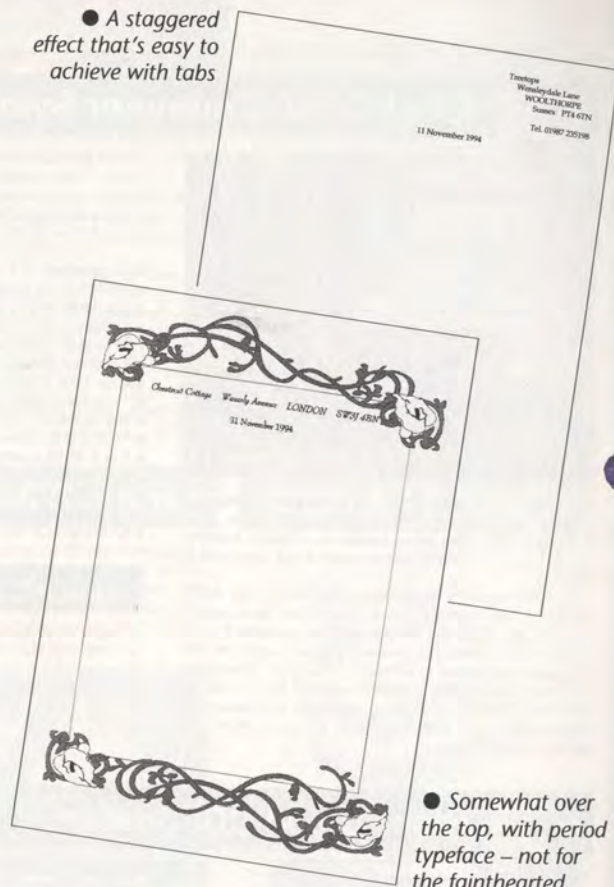 ● A staggered
effect that's easy to
achieve with tabs
Treetops
Wensleydale Lane
WOOLTHORPE
Sussex PT4 6TN
Tel. 01987 235198
11 November 1994
Chestnut Cottage Waverly Avenue LONDON SW3J 4BN
31 November 1994
● Somewhat over
the top, with period
typeface – not for
the fainthearted